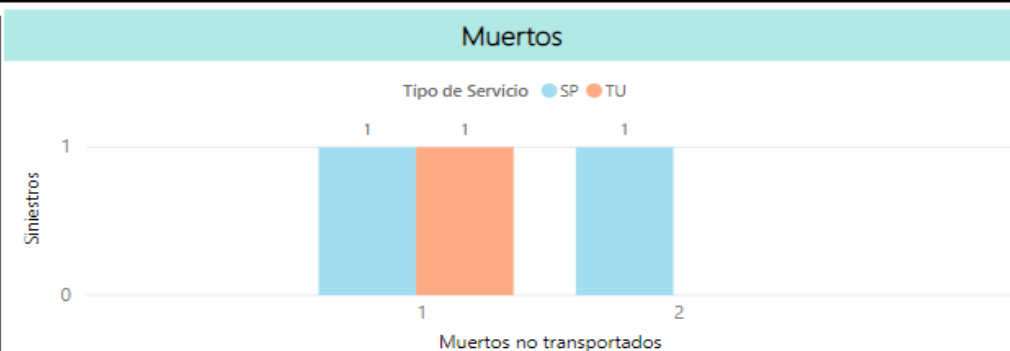 Muertos
Tipo de Servicio SP TU
1 1 1
1
Siniestros
0
1 2
Muertos no transportados